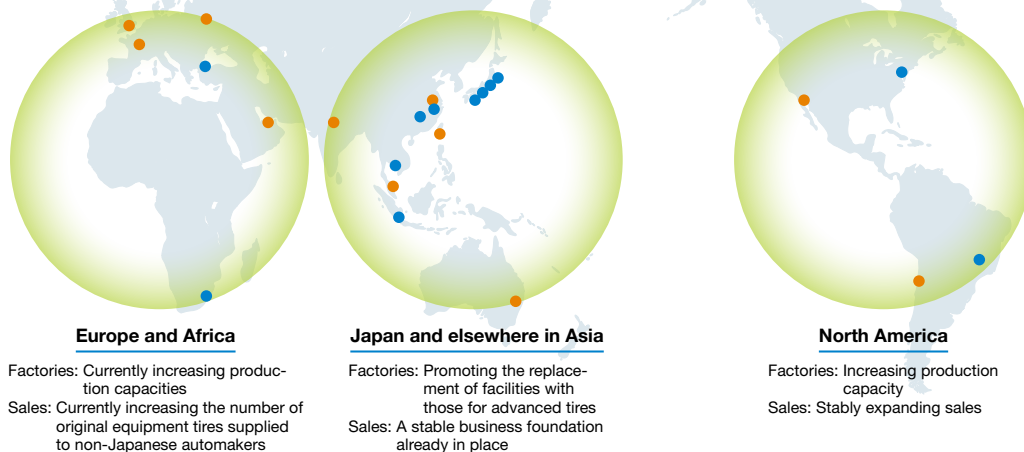 Europe and Africa
Factories: Currently increasing produc-
tion capacities
Sales: Currently increasing the number of
original equipment tires supplied
to non-Japanese automakers
Japan and elsewhere in Asia
Factories: Promoting the replace-
ment of facilities with
those for advanced tires
Sales: A stable business foundation
already in place
North America
Factories: Increasing production
capacity
Sales: Stably expanding sales